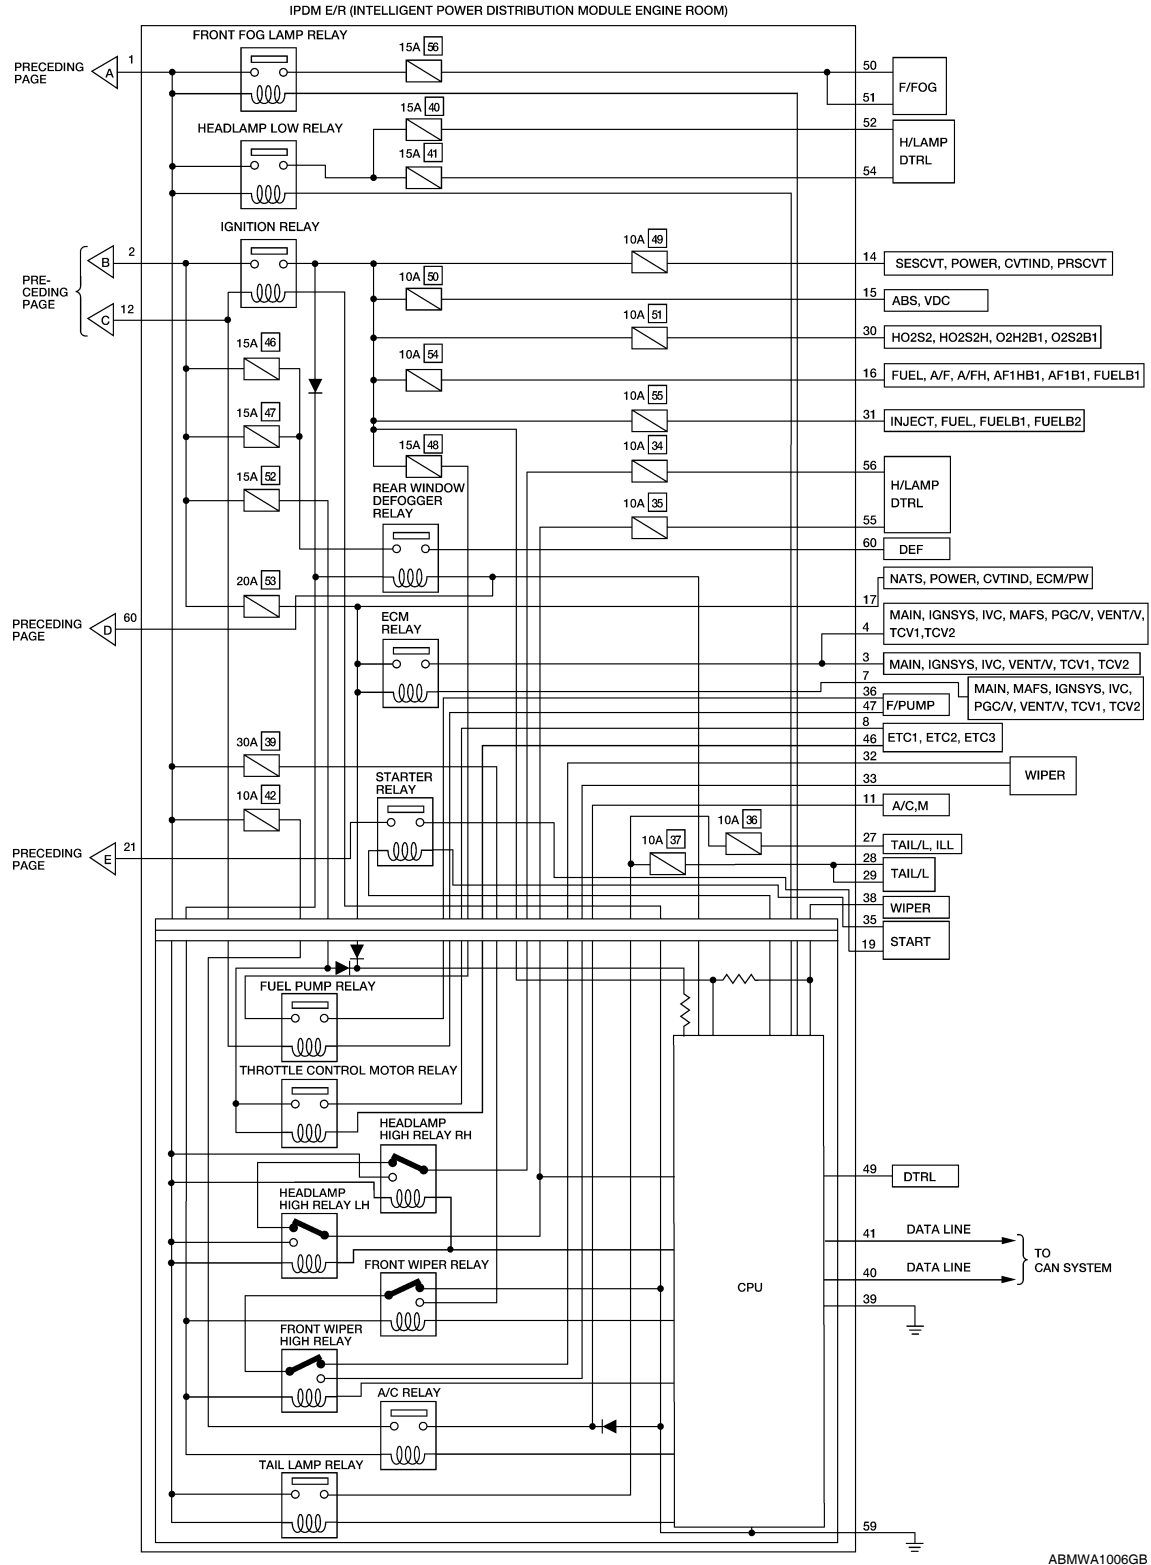 IPDM E/R (INTELLIGENT POWER DISTRIBUTION MODULE ENGINE ROOM)
FRONT FOG LAMP RELAY
PRECEDING
PAGE
A
1
15A 56
50
51
F/FOG
HEADLAMP LOW RELAY
15A 40
15A 41
52
54
H/LAMP
DTRL
IGNITION RELAY
PRE-
CEDING
PAGE
B
2
C
12
10A 49
14
SESCVT, POWER, CVTIND, PRSCVT
10A 50
15
ABS, VDC
10A 51
30
HO2S2, HO2S2H, O2H2B1, O2S2B1
15A 46
10A 54
16
FUEL, A/F, A/FH, AF1HB1, AF1B1, FUELB1
15A 47
10A 55
31
INJECT, FUEL, FUELB1, FUELB2
15A 48
10A 34
56
15A 52
REAR WINDOW
DEFOGGER
RELAY
10A 35
55
H/LAMP
DTRL
60
DEF
20A 53
NATS, POWER, CVTIND, ECM/PW
17
PRECEDING
PAGE
D
60
ECM
RELAY
4
MAIN, IGNSYS, IVC, MAFS, PGC/V, VENT/V,
TCV1,TCV2
3
MAIN, IGNSYS, IVC, VENT/V, TCV1, TCV2
7
MAIN, MAFS, IGNSYS, IVC,
PGC/V, VENT/V, TCV1, TCV2
36
47
F/PUMP
8
46
ETC1, ETC2, ETC3
30A 39
32
33
WIPER
10A 42
STARTER
RELAY
11
A/C,M
PRECEDING
PAGE
E
21
10A 36
10A 37
27
TAIL/L, ILL
28
29
TAIL/L
38
WIPER
35
19
START
FUEL PUMP RELAY
THROTTLE CONTROL MOTOR RELAY
HEADLAMP
HIGH RELAY RH
49
DTRL
HEADLAMP
HIGH RELAY LH
41
DATA LINE
40
DATA LINE
TO
CAN SYSTEM
FRONT WIPER RELAY
CPU
39
FRONT WIPER
HIGH RELAY
A/C RELAY
TAIL LAMP RELAY
59
ABMWA1006GB